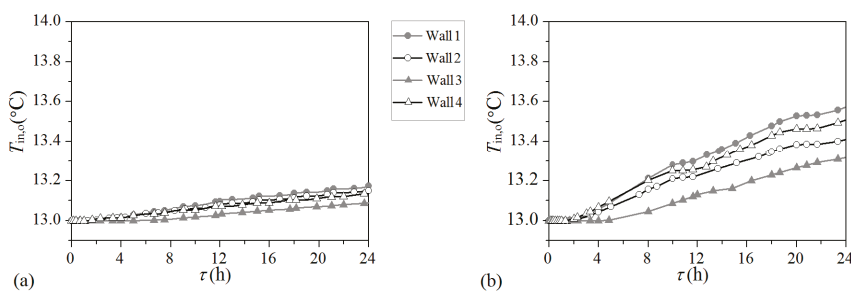 14.0
13.8
13.6
13.4
13.2
13.0
T_in,o (°C)
0 4 8 12 16 20 24
τ (h)
(a)
Wall 1
Wall 2
Wall 3
Wall 4
14.0
13.8
13.6
13.4
13.2
13.0
T_in,o (°C)
0 4 8 12 16 20 24
τ (h)
(b)